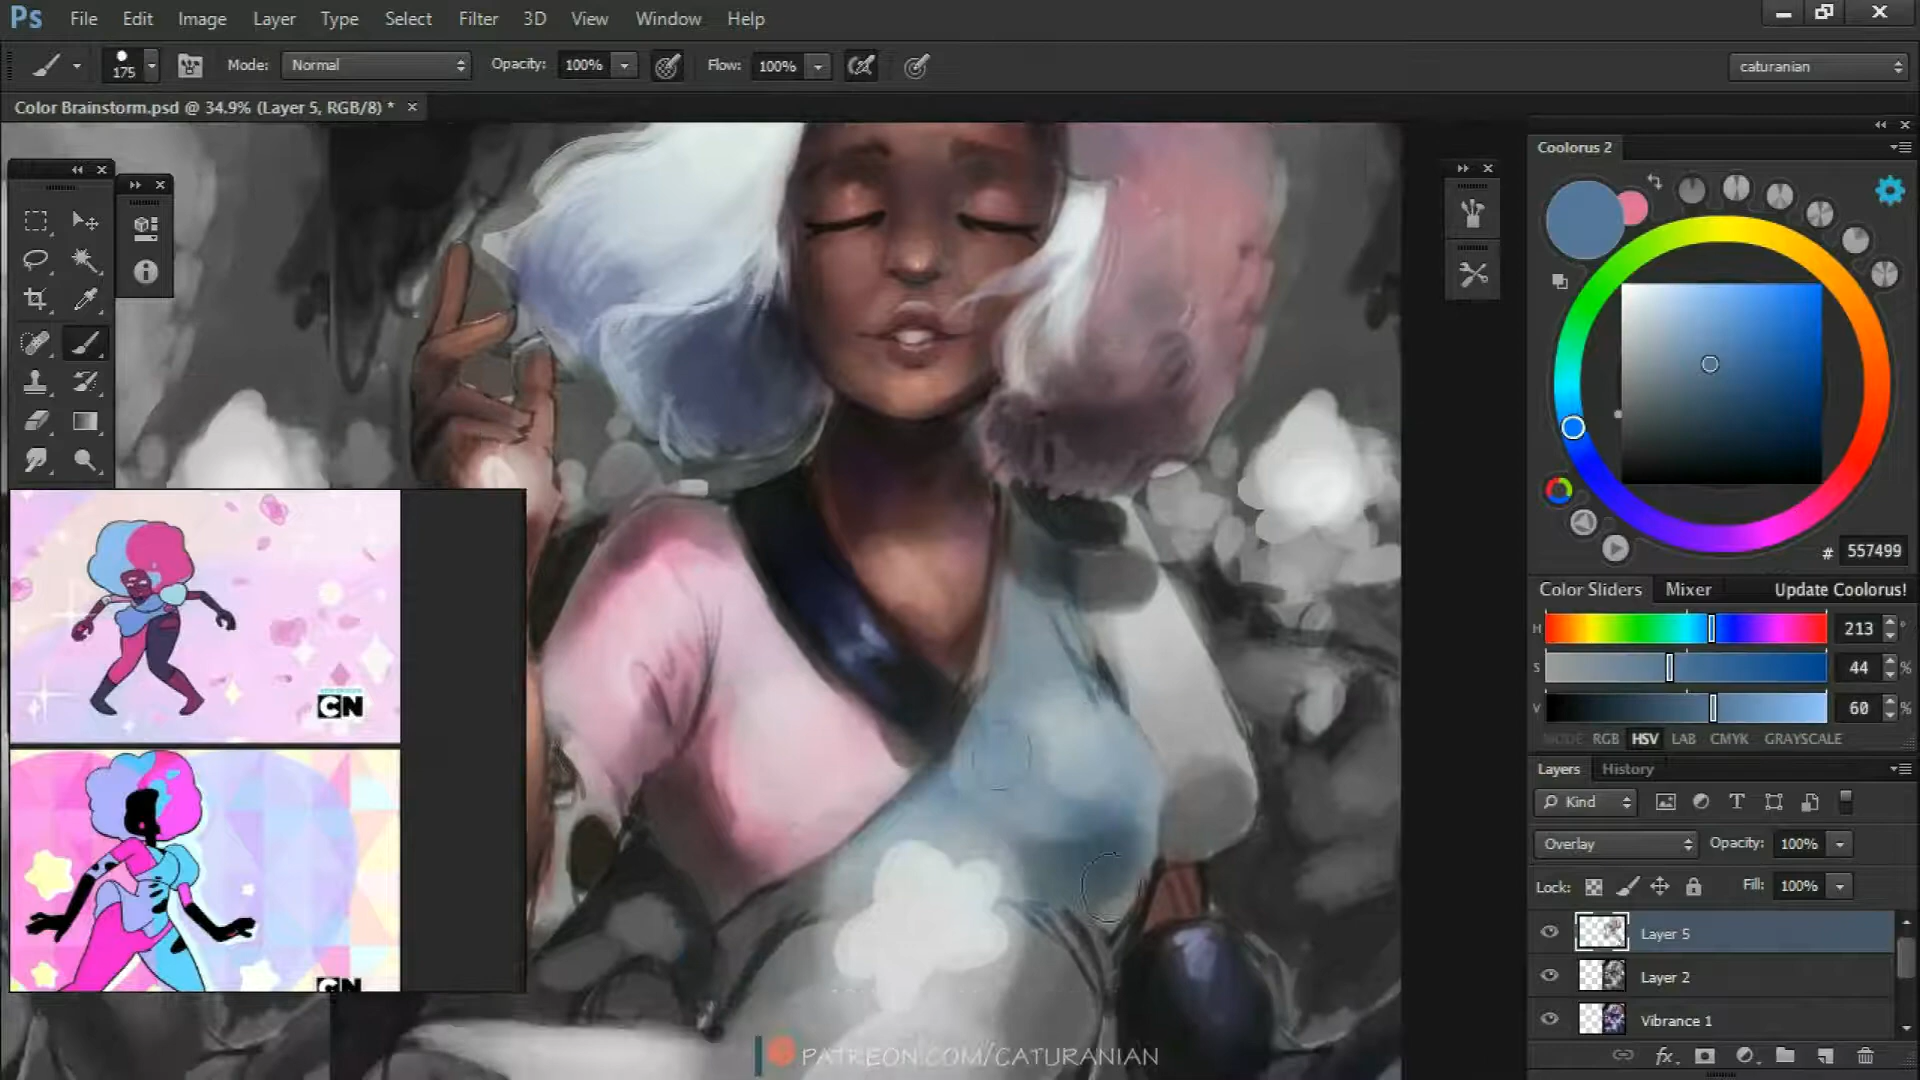 Ps File Edit Image Layer Type Select Filter 3D View Window Help
175 Mode: Normal Opacity: 100% Flow: 100% caturanian
Color Brainstorm.psd @ 34.9% (Layer 5, RGB/8) *
Coolorus 2
# 557499
Color Sliders Mixer Update Coolorus!
H 213 °
S 44 %
V 60 %
MODE RGB HSV LAB CMYK GRAYSCALE
Layers History
Kind
Overlay Opacity: 100%
Lock: Fill: 100%
Layer 5
Layer 2
Vibrance 1
CN
CN
PATREON.COM/CATURANIAN